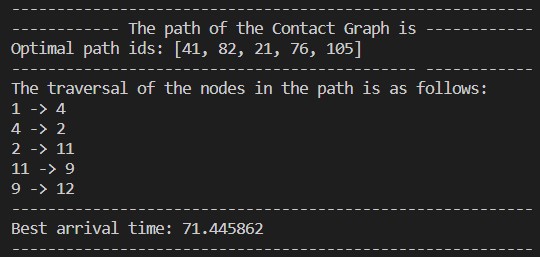 ----------------------------------------------------
------------ The path of the Contact Graph is ------------
Optimal path ids: [41, 82, 21, 76, 105]
---------------------------------------- ------------
The traversal of the nodes in the path is as follows:
1 -> 4
4 -> 2
2 -> 11
11 -> 9
9 -> 12
----------------------------------------------------
Best arrival time: 71.445862
----------------------------------------------------